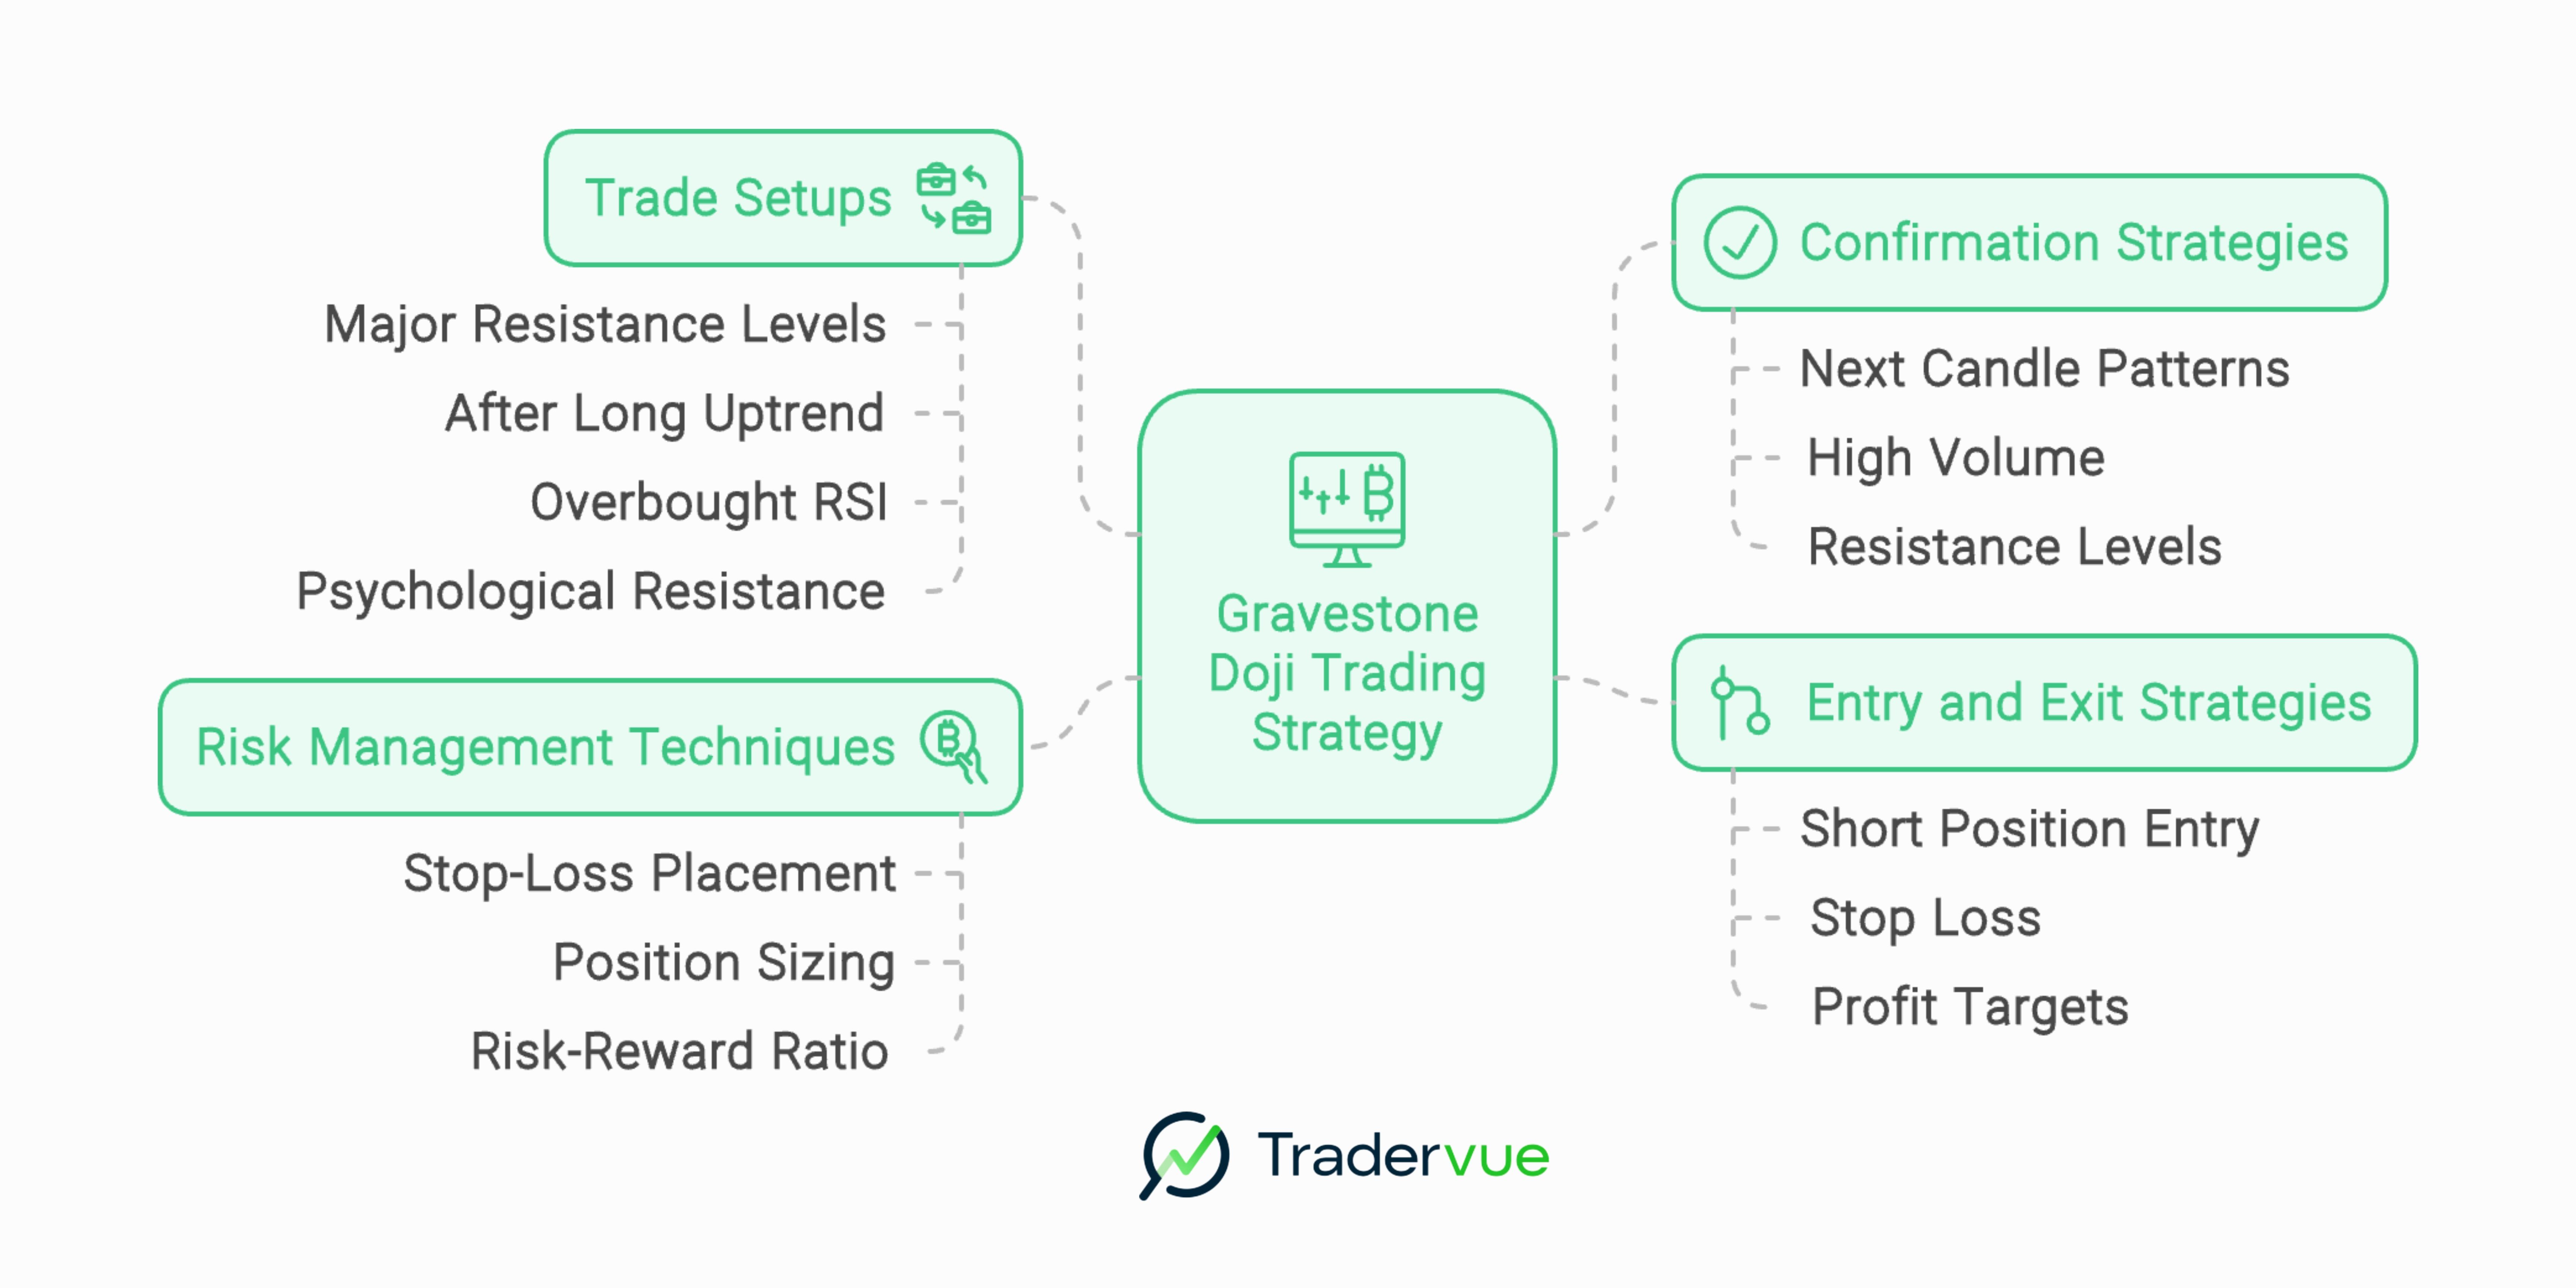 Trade Setups
Major Resistance Levels
After Long Uptrend
Overbought RSI
Psychological Resistance
Risk Management Techniques
Stop-Loss Placement
Position Sizing
Risk-Reward Ratio
Gravestone
Doji Trading
Strategy
Confirmation Strategies
Next Candle Patterns
High Volume
Resistance Levels
Entry and Exit Strategies
Short Position Entry
Stop Loss
Profit Targets
Tradervue